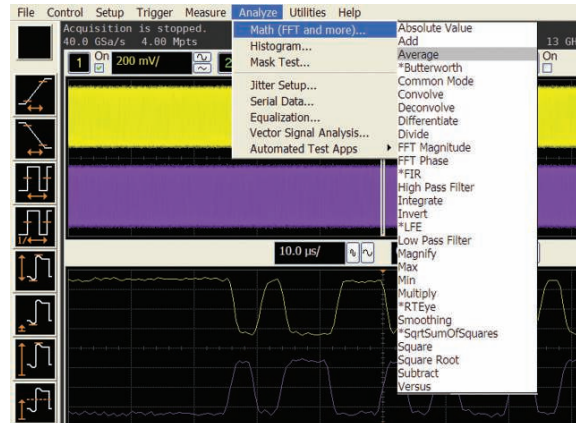 File Control Setup Trigger Measure Analyze Utilities Help
Acquisition is stopped.
40.0 GSa/s 4.00 Mpts
13 GH
1 On 200 mV/ 2
On
Math (FFT and more)...
Histogram...
Mask Test...
Jitter Setup...
Serial Data...
Equalization...
Vector Signal Analysis...
Automated Test Apps
Absolute Value
Add
Average
*Butterworth
Common Mode
Convolve
Deconvolve
Differentiate
Divide
FFT Magnitude
FFT Phase
*FIR
High Pass Filter
Integrate
Invert
*LFE
Low Pass Filter
Magnify
Max
Min
Multiply
*RTEye
Smoothing
*SqrtSumOfSquares
Square
Square Root
Subtract
Versus
10.0 µs/
1/